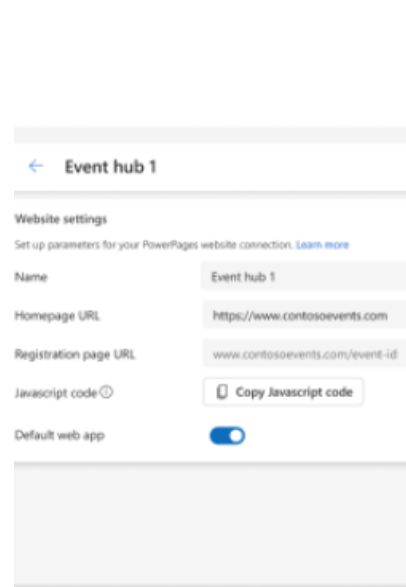 Event hub 1
Website settings
Set up parameters for your PowerPages website connection. Learn more
Name Event hub 1
Homepage URL https://www.contosoevents.com
Registration page URL www.contosoevents.com/event-id
Javascript code Copy Javascript code
Default web app